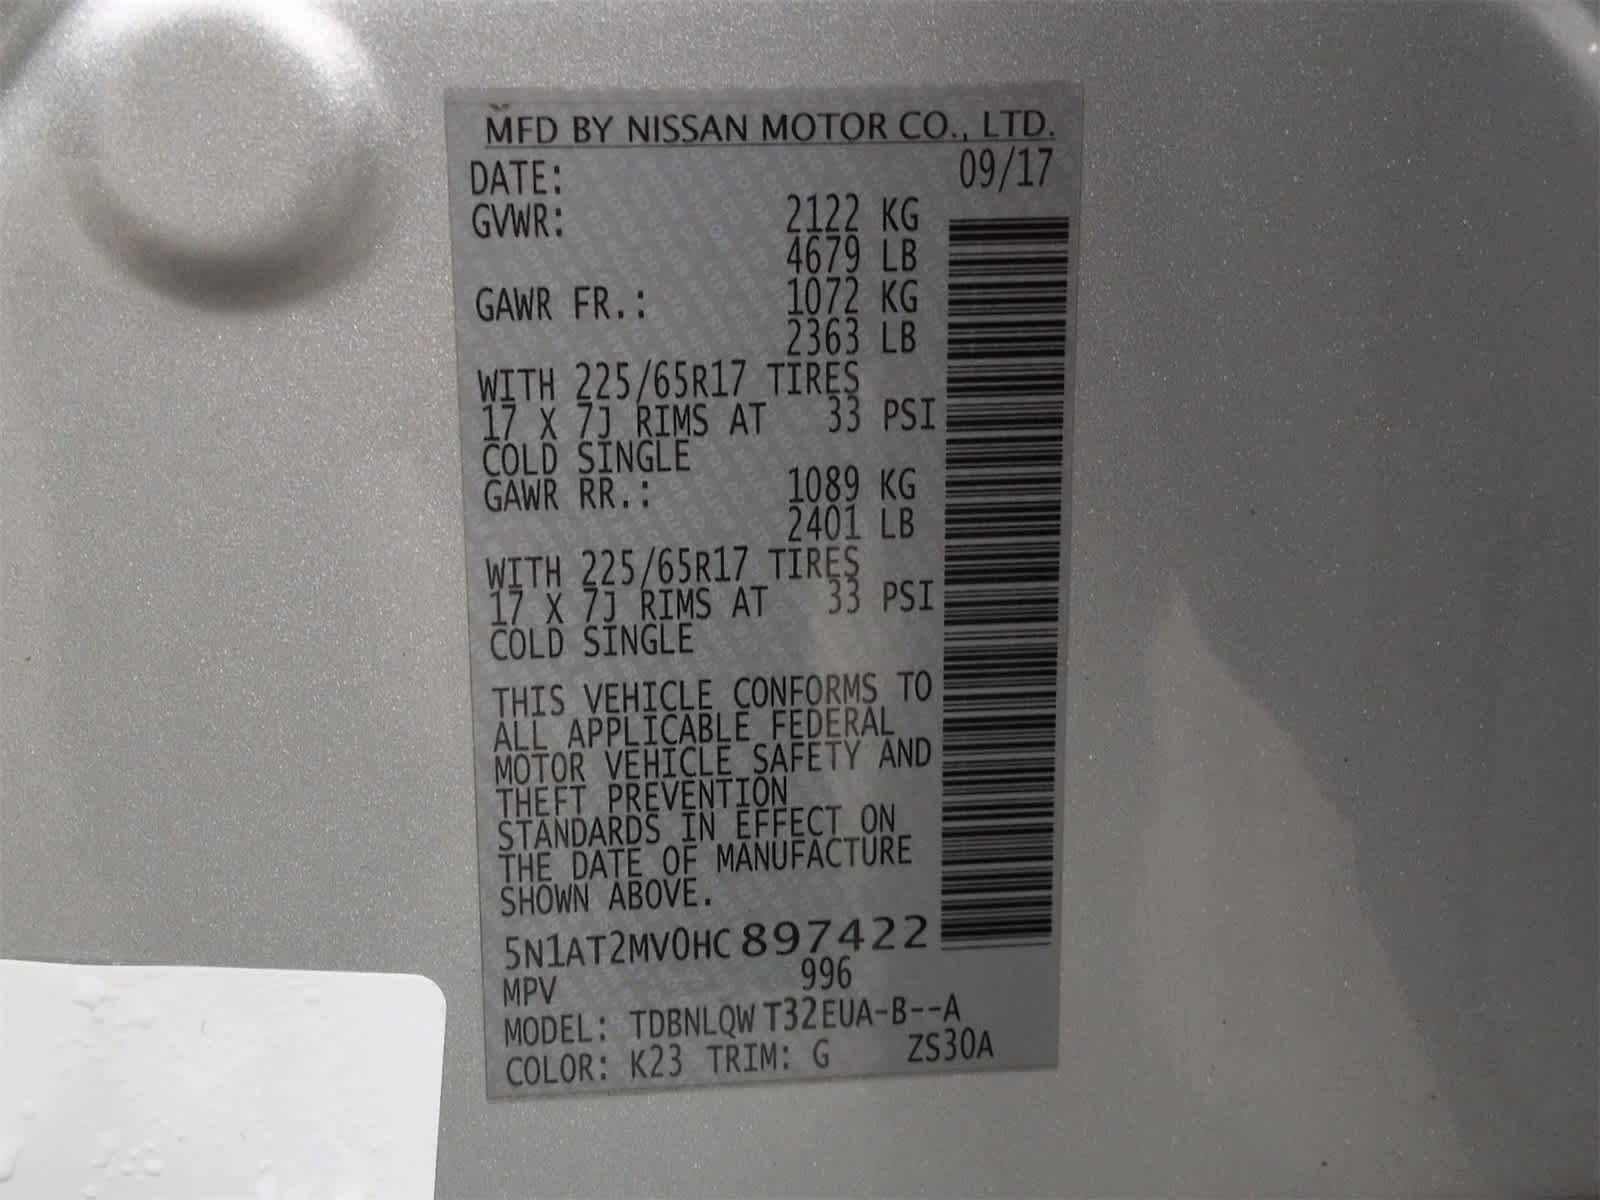 MFD BY NISSAN MOTOR CO., LTD.
DATE: 09/17
GVWR: 2122 KG
4679 LB
GAWR FR.: 1072 KG
2363 LB
WITH 225/65R17 TIRES
17 X 7J RIMS AT 33 PSI
COLD SINGLE
GAWR RR.: 1089 KG
2401 LB
WITH 225/65R17 TIRES
17 X 7J RIMS AT 33 PSI
COLD SINGLE
THIS VEHICLE CONFORMS TO
ALL APPLICABLE FEDERAL
MOTOR VEHICLE SAFETY AND
THEFT PREVENTION
STANDARDS IN EFFECT ON
THE DATE OF MANUFACTURE
SHOWN ABOVE.
5N1AT2MV0HC897422
MPV 996
MODEL: TDBNLQW T32EUA-B--A
COLOR: K23 TRIM: G ZS30A